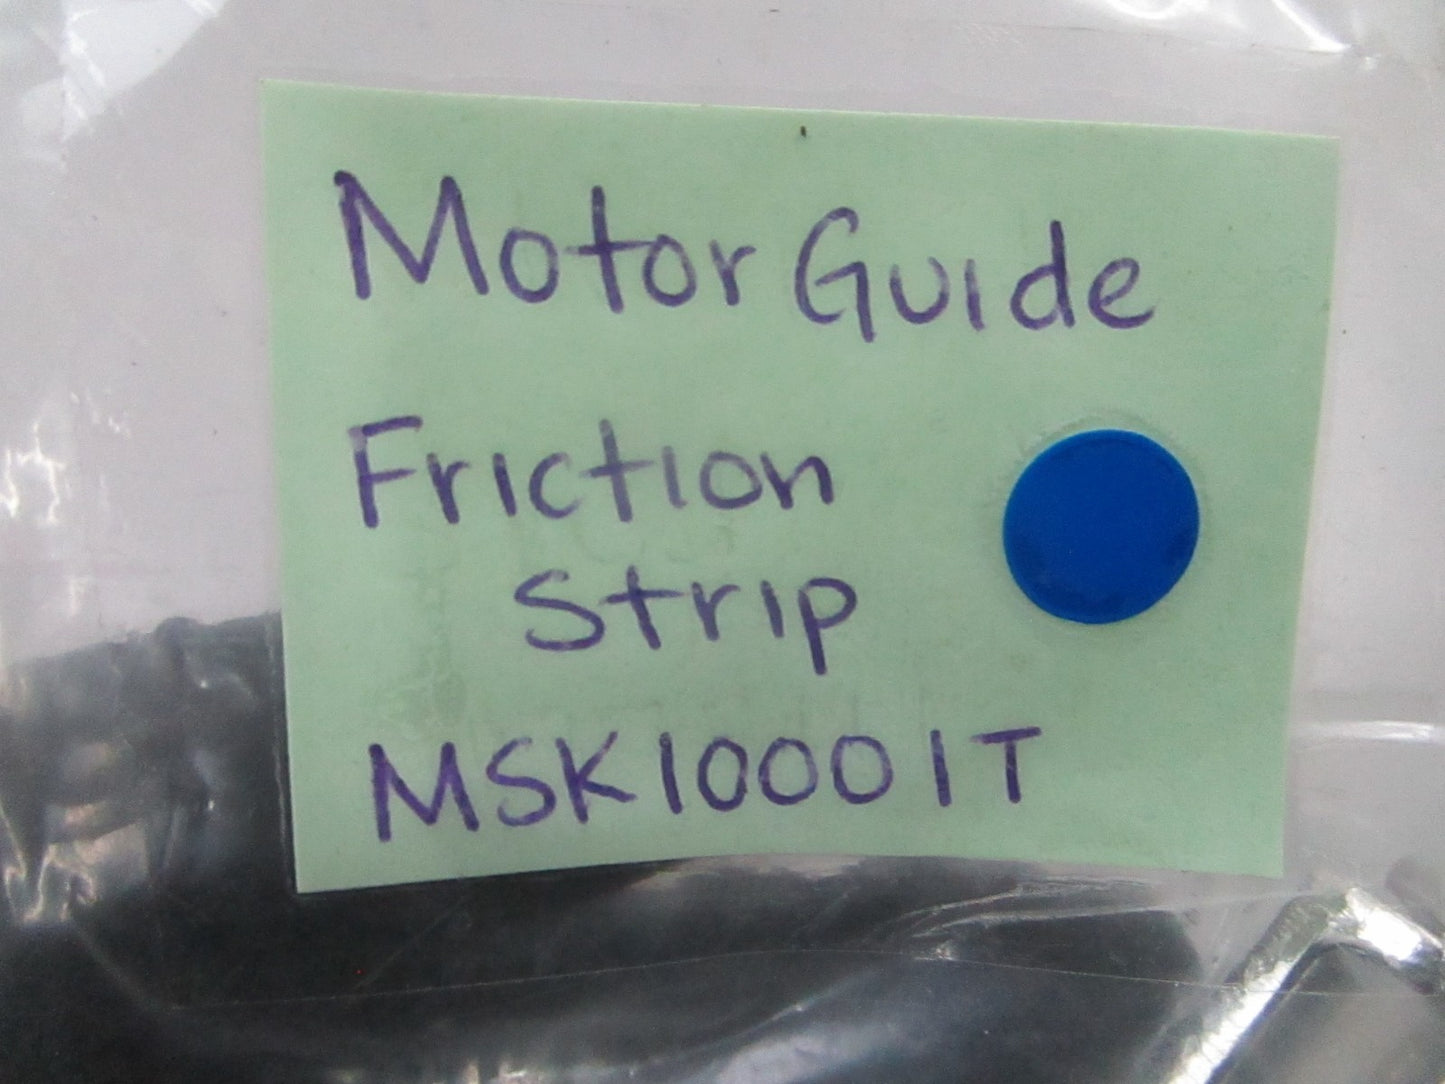 Motor Guide
Friction
Strip
MSK10001T